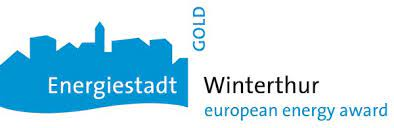 GOLD
Energiestadt
Winterthur
european energy award